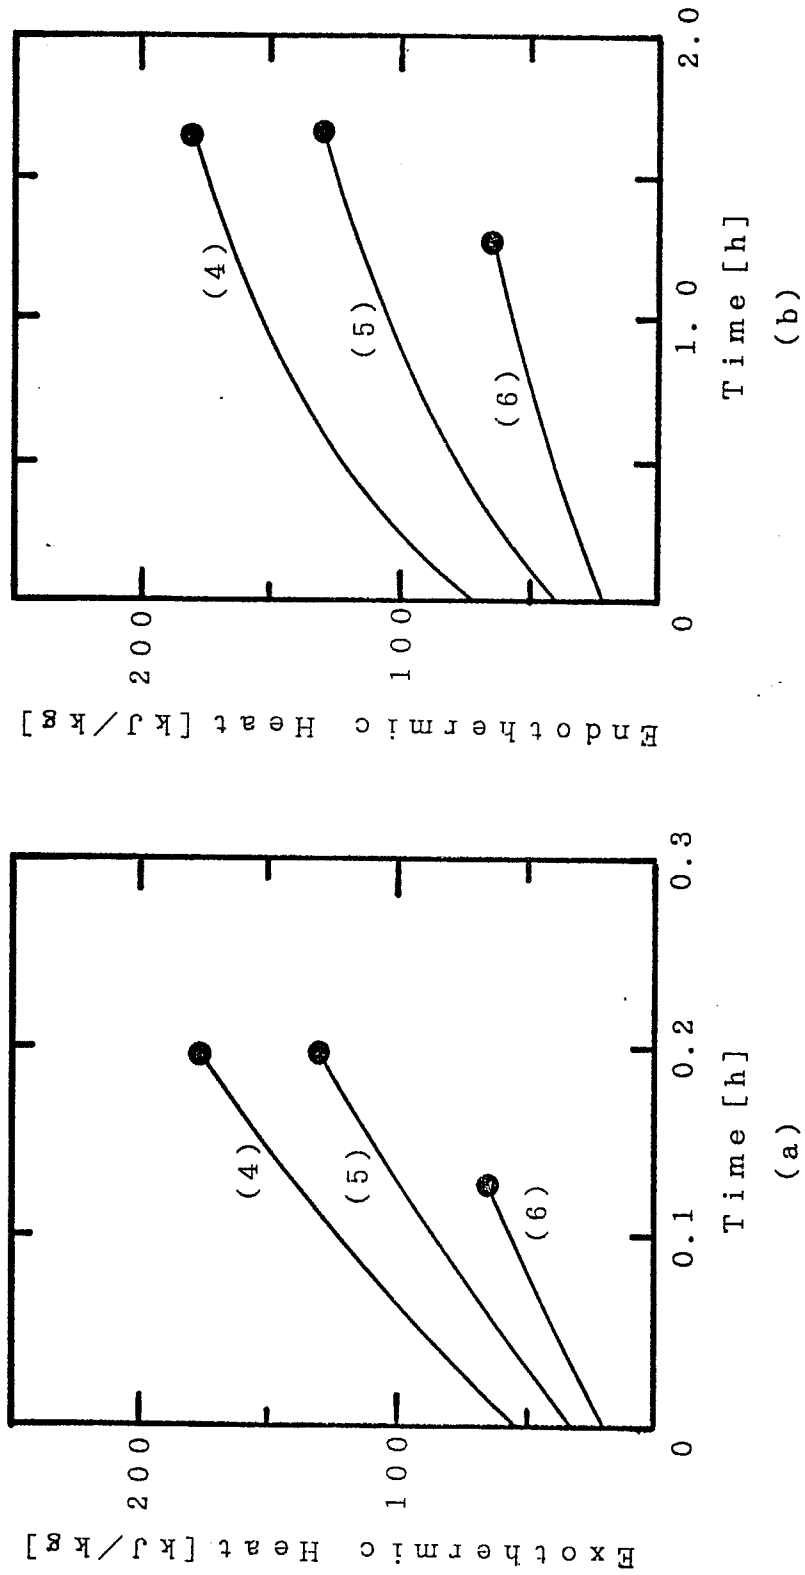 Exothermic Heat [kJ/kg]
200
100
(4)
(5)
(6)
0
0.1
0.2
0.3
Time [h]
(a)
Endothermic Heat [kJ/kg]
200
100
(4)
(5)
(6)
0
1.0
2.0
Time [h]
(b)